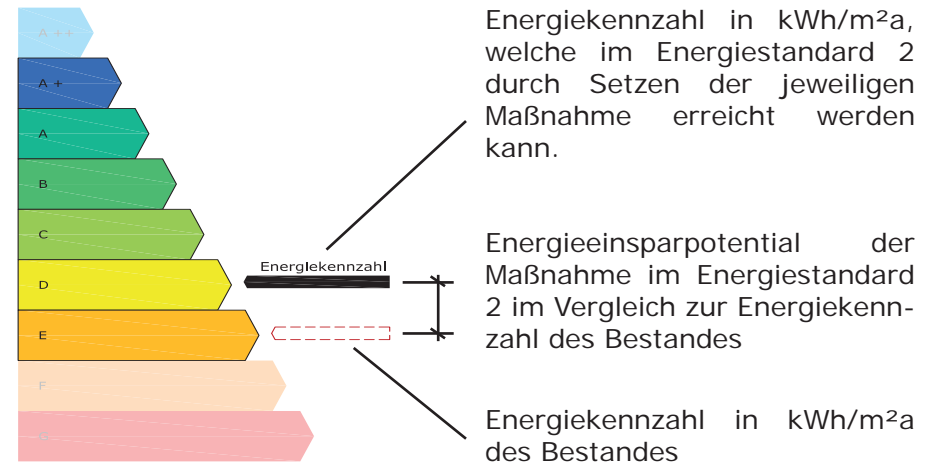 A ++
A +
A
B
C
D
E
F
G
Energiekennzahl
Energiekennzahl in kWh/m²a,
welche im Energiestandard 2
durch Setzen der jeweiligen
Maßnahme erreicht werden
kann.
Energieeinsparpotential der
Maßnahme im Energiestandard
2 im Vergleich zur Energiekenn-
zahl des Bestandes
Energiekennzahl in kWh/m²a
des Bestandes